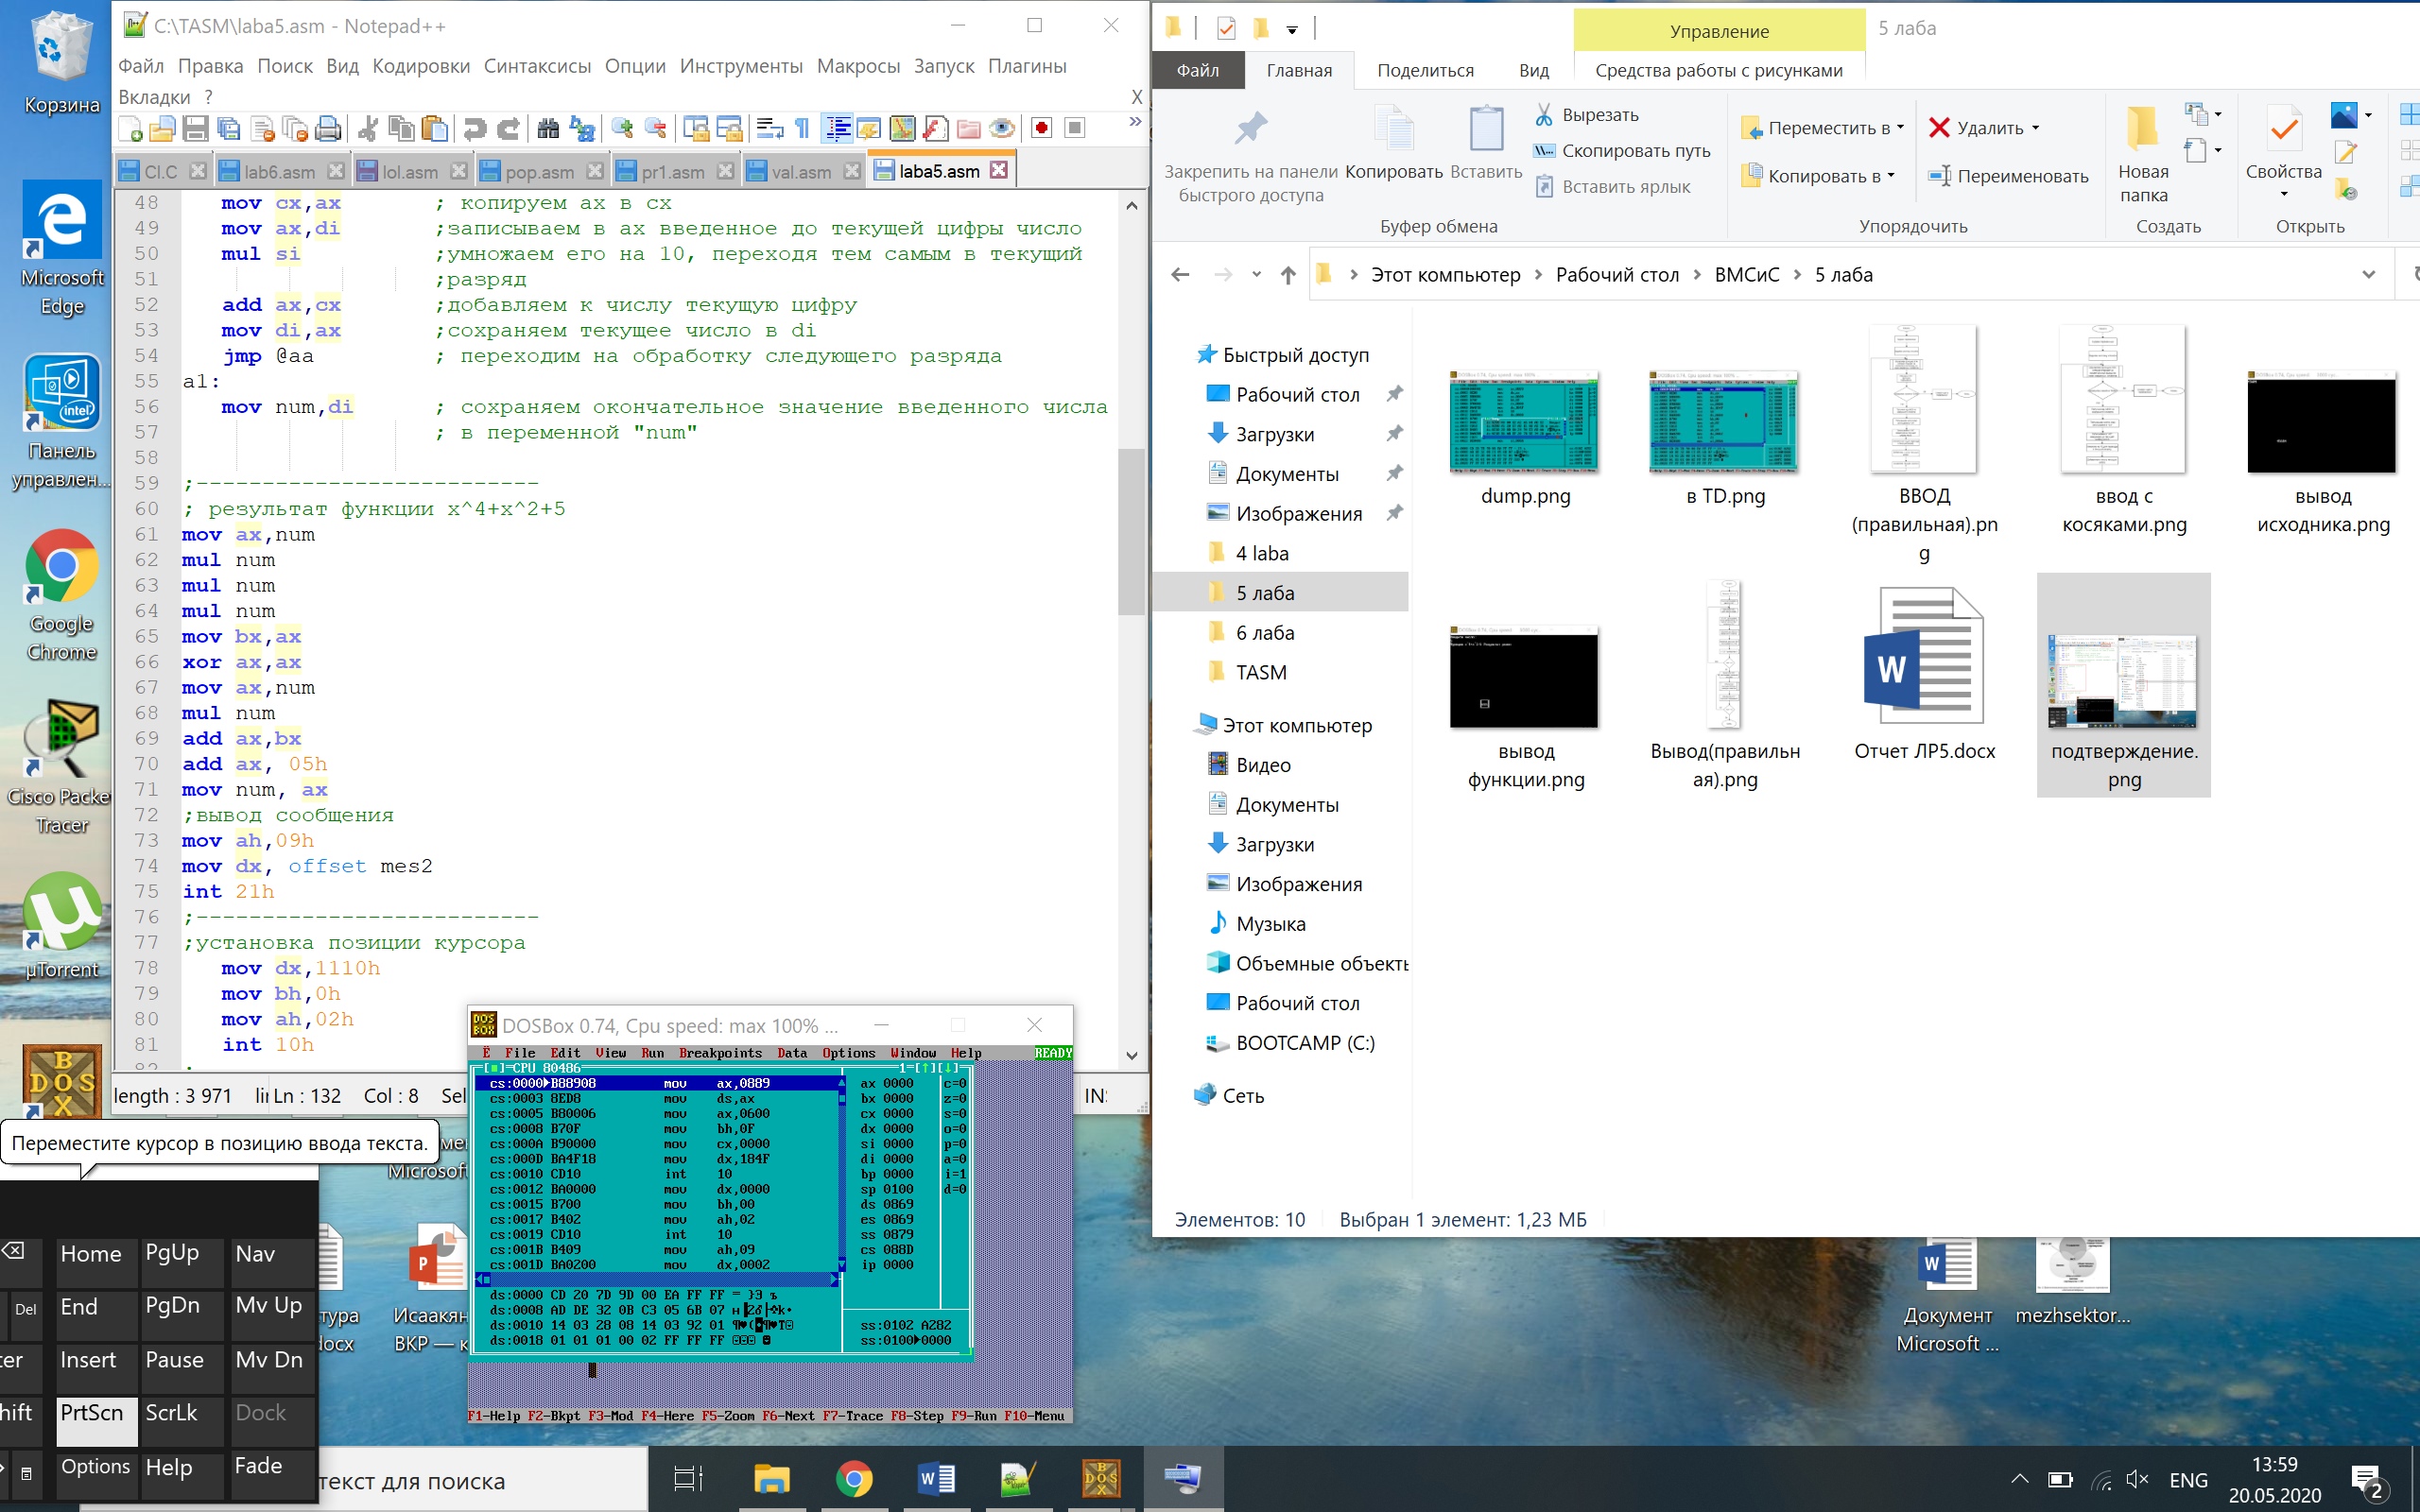 Корзина
Microsoft
Edge
Панель
управлен...
Google
Chrome
Cisco Packe
Tracer
µTorrent
C:\TASM\laba5.asm - Notepad++
Файл Правка Поиск Вид Кодировки Синтаксисы Опции Инструменты Макросы Запуск Плагины
Вкладки ? X
CI.C lab6.asm lol.asm pop.asm pr1.asm val.asm laba5.asm
48 mov cx,ax ; копируем ax в cx
49 mov ax,di ;записываем в ax введенное до текущей цифры число
50 mul si ;умножаем его на 10, переходя тем самым в текущий
51 ;разряд
52 add ax,cx ;добавляем к числу текущую цифру
53 mov di,ax ;сохраняем текущее число в di
54 jmp @aa ; переходим на обработку следующего разряда
55 a1:
56 mov num,di ; сохраняем окончательное значение введенного числа
57 ; в переменной "num"
58
59 ;--------------------------
60 ; результат функции x^4+x^2+5
61 mov ax,num
62 mul num
63 mul num
64 mul num
65 mov bx,ax
66 xor ax,ax
67 mov ax,num
68 mul num
69 add ax,bx
70 add ax, 05h
71 mov num, ax
72 ;вывод сообщения
73 mov ah,09h
74 mov dx, offset mes2
75 int 21h
76 ;--------------------------
77 ;установка позиции курсора
78 mov dx,1110h
79 mov bh,0h
80 mov ah,02h
81 int 10h
length : 3 971 Ln : 132 Col : 8 Sel IN
DOSBox 0.74, Cpu speed: max 100% ...
File Edit View Run Breakpoints Data Options Window Help READY
[■]=CPU 80486 1=[↑][↓]
cs:0000▶B88908 mov ax,0889 ax 0000 c=0
cs:0003 8ED8 mov ds,ax bx 0000 z=0
cs:0005 B80006 mov ax,0600 cx 0000 s=0
cs:0008 B70F mov bh,0F dx 0000 o=0
cs:000A B90000 mov cx,0000 si 0000 p=0
cs:000D BA4F18 mov dx,184F di 0000 a=0
cs:0010 CD10 int 10 bp 0000 i=1
cs:0012 BA0000 mov dx,0000 sp 0100 d=0
cs:0015 B700 mov bh,00 ds 0869
cs:0017 B402 mov ah,02 es 0869
cs:0019 CD10 int 10 ss 0879
cs:001B B409 mov ah,09 cs 088D
cs:001D BA0200 mov dx,0002 ip 0000
ds:0000 CD 20 7D 9D 00 EA FF FF
ds:0008 AD DE 32 0B C3 05 6B 07
ds:0010 14 03 28 08 14 03 92 01 ss:0102 A282
ds:0018 01 01 01 00 02 FF FF FF ss:0100▶0000
F1-Help F2-Bkpt F3-Mod F4-Here F5-Zoom F6-Next F7-Trace F8-Step F9-Run F10-Menu
Переместите курсор в позицию ввода текста.
Microsoft
Home PgUp Nav
Del End PgDn Mv Up
Insert Pause Mv Dn
PrtScn ScrLk Dock
Options Help Fade
Исаакян
ВКР — к
Управление 5 лаба
Файл Главная Поделиться Вид Средства работы с рисунками
Закрепить на панели
быстрого доступа
Копировать
Вставить
Вырезать
Скопировать путь
Вставить ярлык
Буфер обмена
Переместить в
Копировать в
Удалить
Переименовать
Упорядочить
Новая
папка
Создать
Свойства
Открыть
Этот компьютер Рабочий стол ВМСиС 5 лаба
Быстрый доступ
Рабочий стол
Загрузки
Документы
Изображения
4 laba
5 лаба
6 лаба
TASM
Этот компьютер
Видео
Документы
Загрузки
Изображения
Музыка
Объемные объекть
Рабочий стол
BOOTCAMP (C:)
Сеть
dump.png
в TD.png
ВВОД
(правильная).pn
g
ввод с
косяками.png
вывод
исходника.png
вывод
функции.png
Вывод(правильн
ая).png
Отчет ЛР5.docx
подтверждение.
png
Элементов: 10 Выбран 1 элемент: 1,23 МБ
Документ
Microsoft ...
mezhsektor...
текст для поиска
ENG
13:59
20.05.2020
2